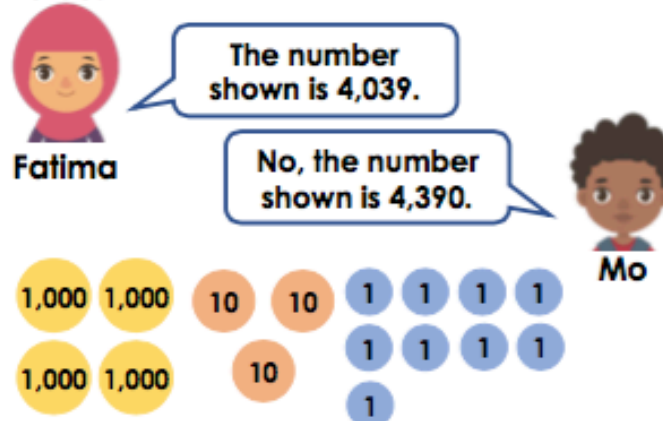 The number
shown is 4,039.
Fatima
No, the number
shown is 4,390.
Mo
1,000 1,000 10 10 1 1 1 1
1,000 1,000 10 1 1 1 1
1